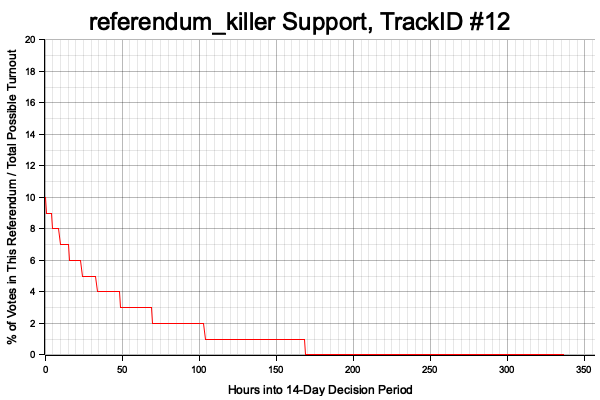 referendum_killer Support, TrackID #12
% of Votes in This Referendum / Total Possible Turnout
20
18
16
14
12
10
8
6
4
2
0
0 50 100 150 200 250 300 350
Hours into 14-Day Decision Period